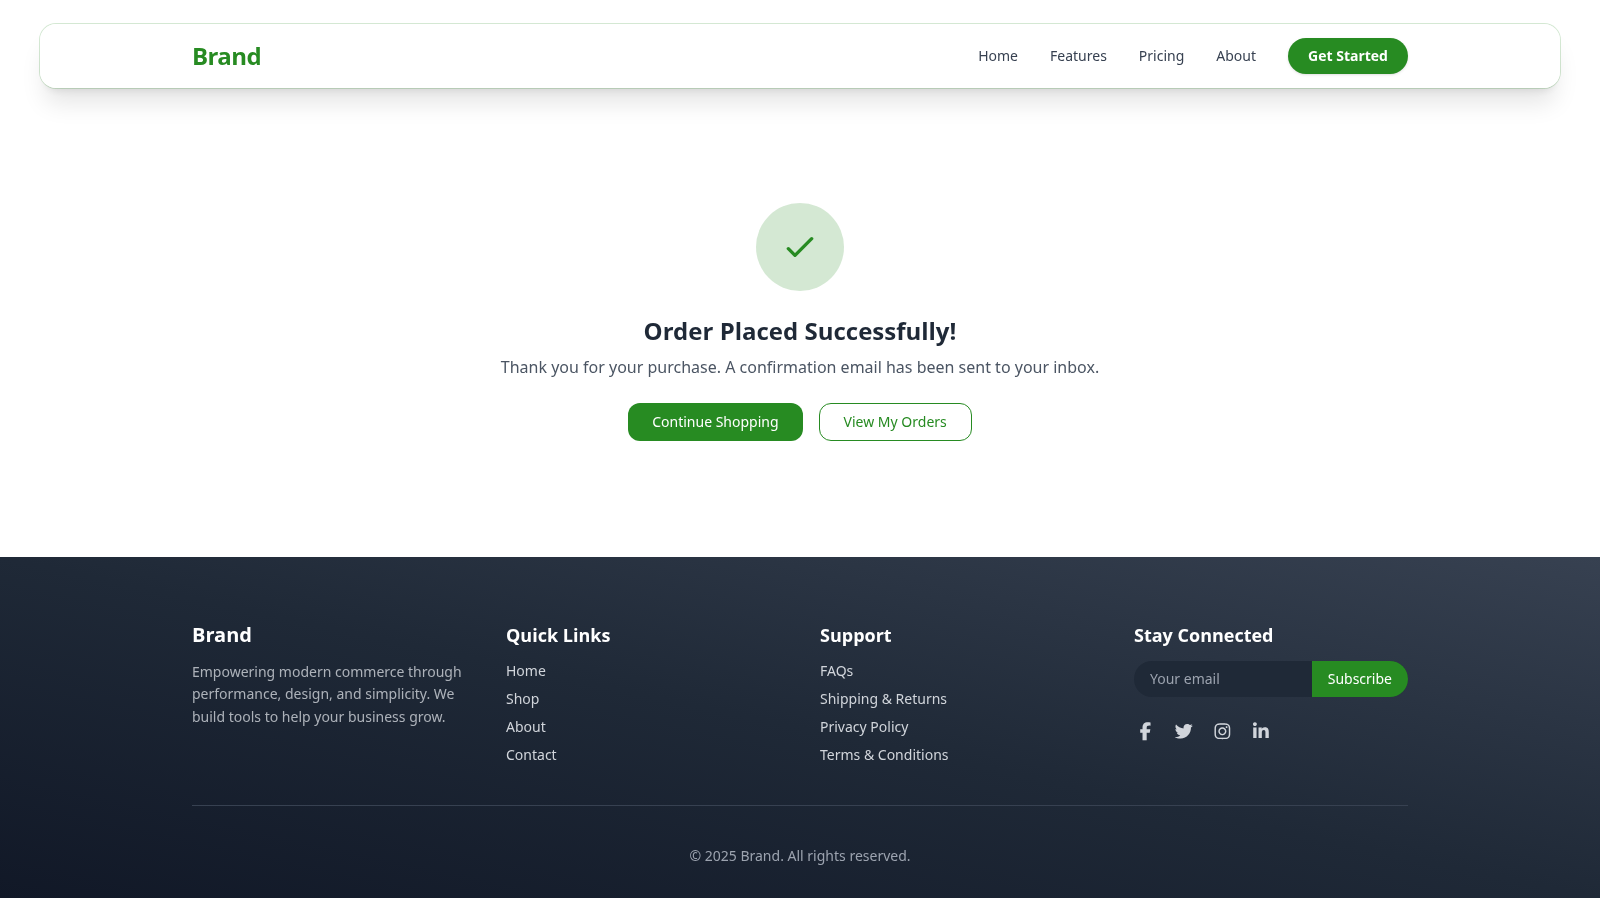 Brand
Home
Features
Pricing
About
Get Started
Order Placed Successfully!
Thank you for your purchase. A confirmation email has been sent to your inbox.
Continue Shopping
View My Orders
Brand
Empowering modern commerce through
performance, design, and simplicity. We
build tools to help your business grow.
Quick Links
Home
Shop
About
Contact
Support
FAQs
Shipping & Returns
Privacy Policy
Terms & Conditions
Stay Connected
Your email
Subscribe
© 2025 Brand. All rights reserved.